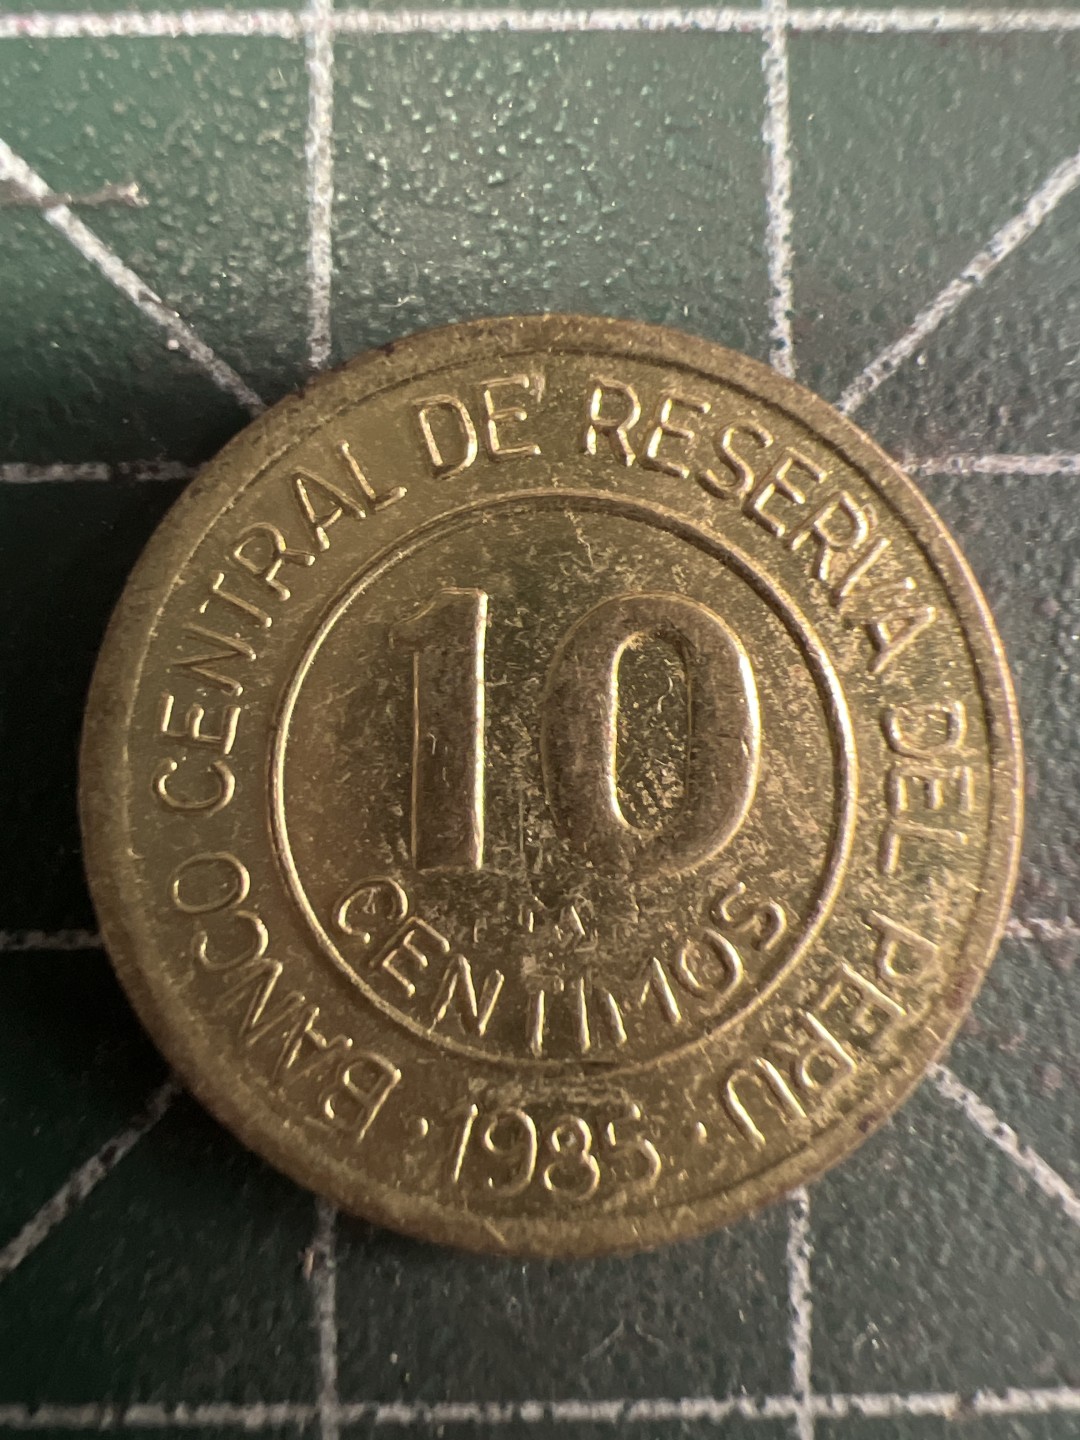 BANCO CENTRAL DE RESERVA DEL PERU
10
CENTIMOS
· 1985 ·